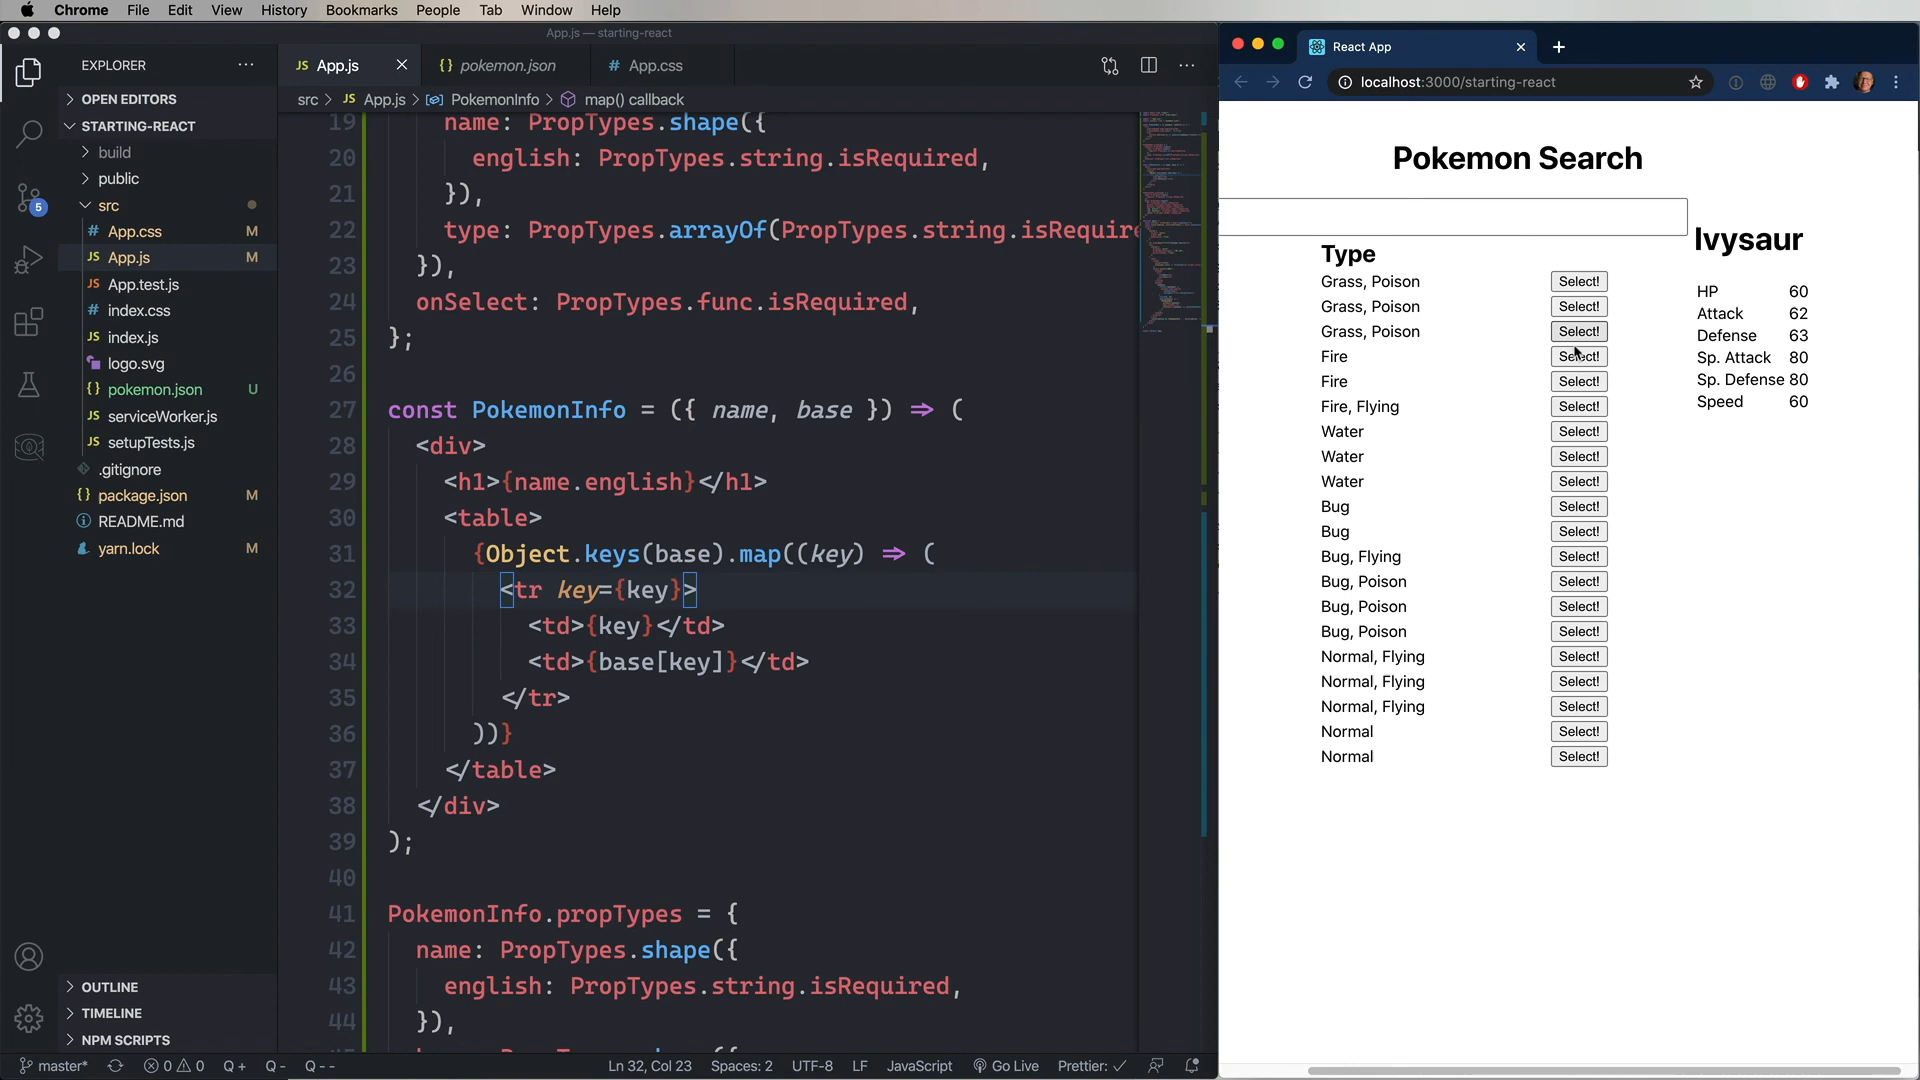 Chrome File Edit View History Bookmarks People Tab Window Help
App.js — starting-react
EXPLORER
OPEN EDITORS
STARTING-REACT
build
public
src
# App.css M
JS App.js M
JS App.test.js
# index.css
JS index.js
logo.svg
{} pokemon.json U
JS serviceWorker.js
JS setupTests.js
.gitignore
{} package.json M
README.md
yarn.lock M
OUTLINE
TIMELINE
NPM SCRIPTS
5
JS App.js
{} pokemon.json
# App.css
src > JS App.js > PokemonInfo > map() callback
19 name: PropTypes.shape({
20 english: PropTypes.string.isRequired,
21 }),
22 type: PropTypes.arrayOf(PropTypes.string.isRequire
23 }),
24 onSelect: PropTypes.func.isRequired,
25 };
26
27 const PokemonInfo = ({ name, base }) => (
28 <div>
29 <h1>{name.english}</h1>
30 <table>
31 {Object.keys(base).map((key) => (
32 <tr key={key}>
33 <td>{key}</td>
34 <td>{base[key]}</td>
35 </tr>
36 ))}
37 </table>
38 </div>
39 );
40
41 PokemonInfo.propTypes = {
42 name: PropTypes.shape({
43 english: PropTypes.string.isRequired,
44 }),
master* 0 0 Q+ Q- Q-- Ln 32, Col 23 Spaces: 2 UTF-8 LF JavaScript Go Live Prettier: ✓
React App
localhost:3000/starting-react
Pokemon Search
Type
Grass, Poison Select!
Grass, Poison Select!
Grass, Poison Select!
Fire Select!
Fire Select!
Fire, Flying Select!
Water Select!
Water Select!
Water Select!
Bug Select!
Bug Select!
Bug, Flying Select!
Bug, Poison Select!
Bug, Poison Select!
Bug, Poison Select!
Normal, Flying Select!
Normal, Flying Select!
Normal, Flying Select!
Normal Select!
Normal Select!
Ivysaur
HP 60
Attack 62
Defense 63
Sp. Attack 80
Sp. Defense 80
Speed 60